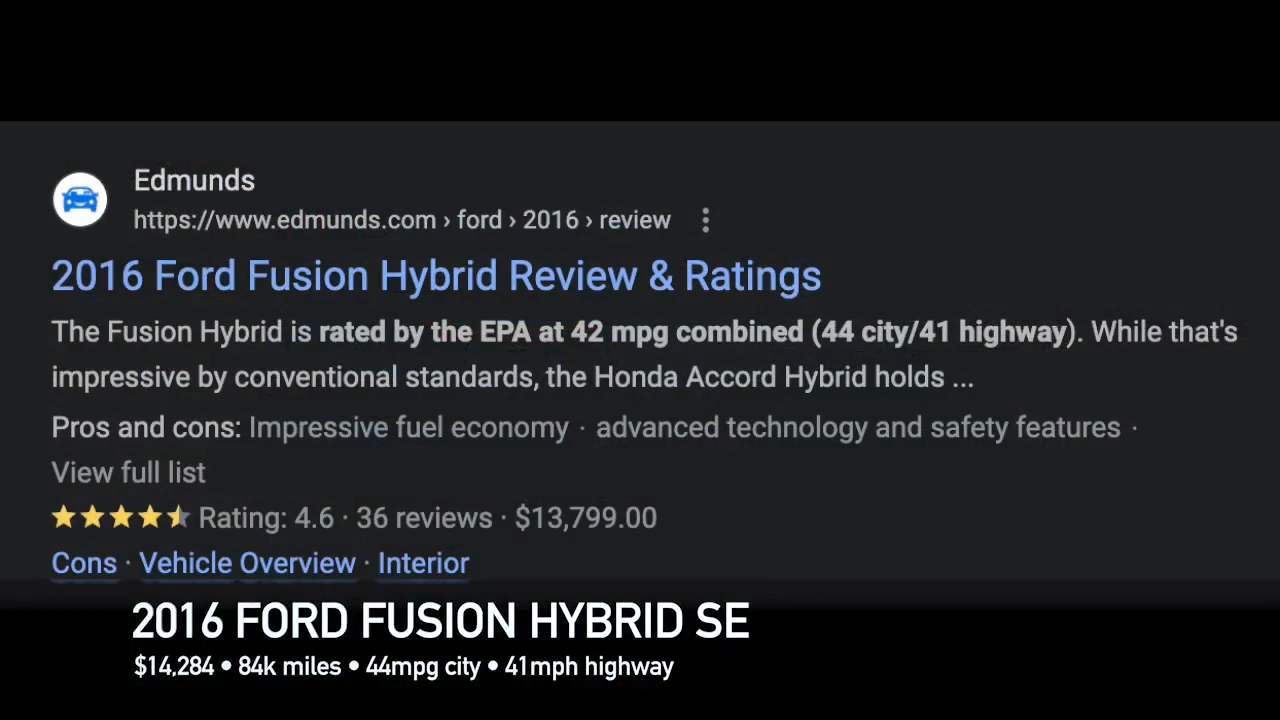 Edmunds
https://www.edmunds.com › ford › 2016 › review
2016 Ford Fusion Hybrid Review & Ratings
The Fusion Hybrid is rated by the EPA at 42 mpg combined (44 city/41 highway). While that's
impressive by conventional standards, the Honda Accord Hybrid holds ...
Pros and cons: Impressive fuel economy · advanced technology and safety features ·
View full list
Rating: 4.6 · 36 reviews · $13,799.00
Cons · Vehicle Overview · Interior
2016 FORD FUSION HYBRID SE
$14,284 • 84k miles • 44mpg city • 41mph highway